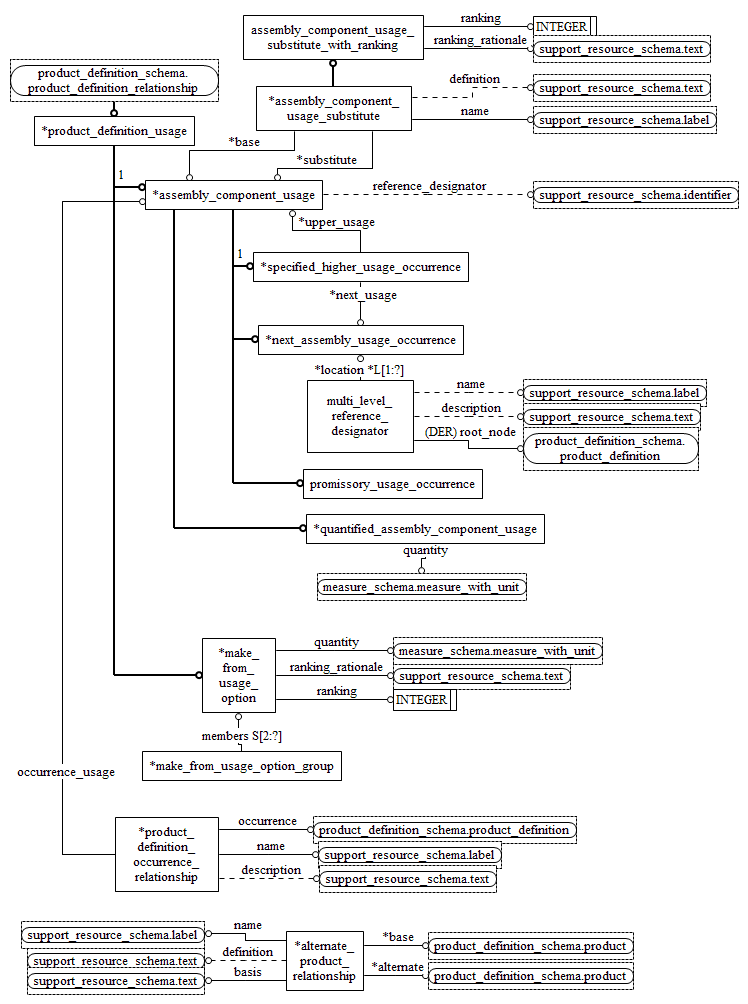 assembly_component_usage_
substitute_with_ranking
ranking
INTEGER
ranking_rationale
support_resource_schema.text
product_definition_schema.
product_definition_relationship
*product_definition_usage
*assembly_component_
usage_substitute
definition
support_resource_schema.text
name
support_resource_schema.label
*base
*substitute
1
*assembly_component_usage
reference_designator
support_resource_schema.identifier
*upper_usage
1
*specified_higher_usage_occurrence
*next_usage
*next_assembly_usage_occurrence
*location *L[1:?]
multi_level_
reference_
designator
name
support_resource_schema.label
description
support_resource_schema.text
(DER) root_node
product_definition_schema.
product_definition
promissory_usage_occurrence
*quantified_assembly_component_usage
quantity
measure_schema.measure_with_unit
*make_
from_
usage_
option
quantity
measure_schema.measure_with_unit
ranking_rationale
support_resource_schema.text
ranking
INTEGER
members S[2:?]
*make_from_usage_option_group
occurrence_usage
*product_
definition_
occurrence_
relationship
occurrence
product_definition_schema.product_definition
name
support_resource_schema.label
description
support_resource_schema.text
support_resource_schema.label
name
support_resource_schema.text
definition
support_resource_schema.text
basis
*alternate_
product_
relationship
*base
product_definition_schema.product
*alternate
product_definition_schema.product